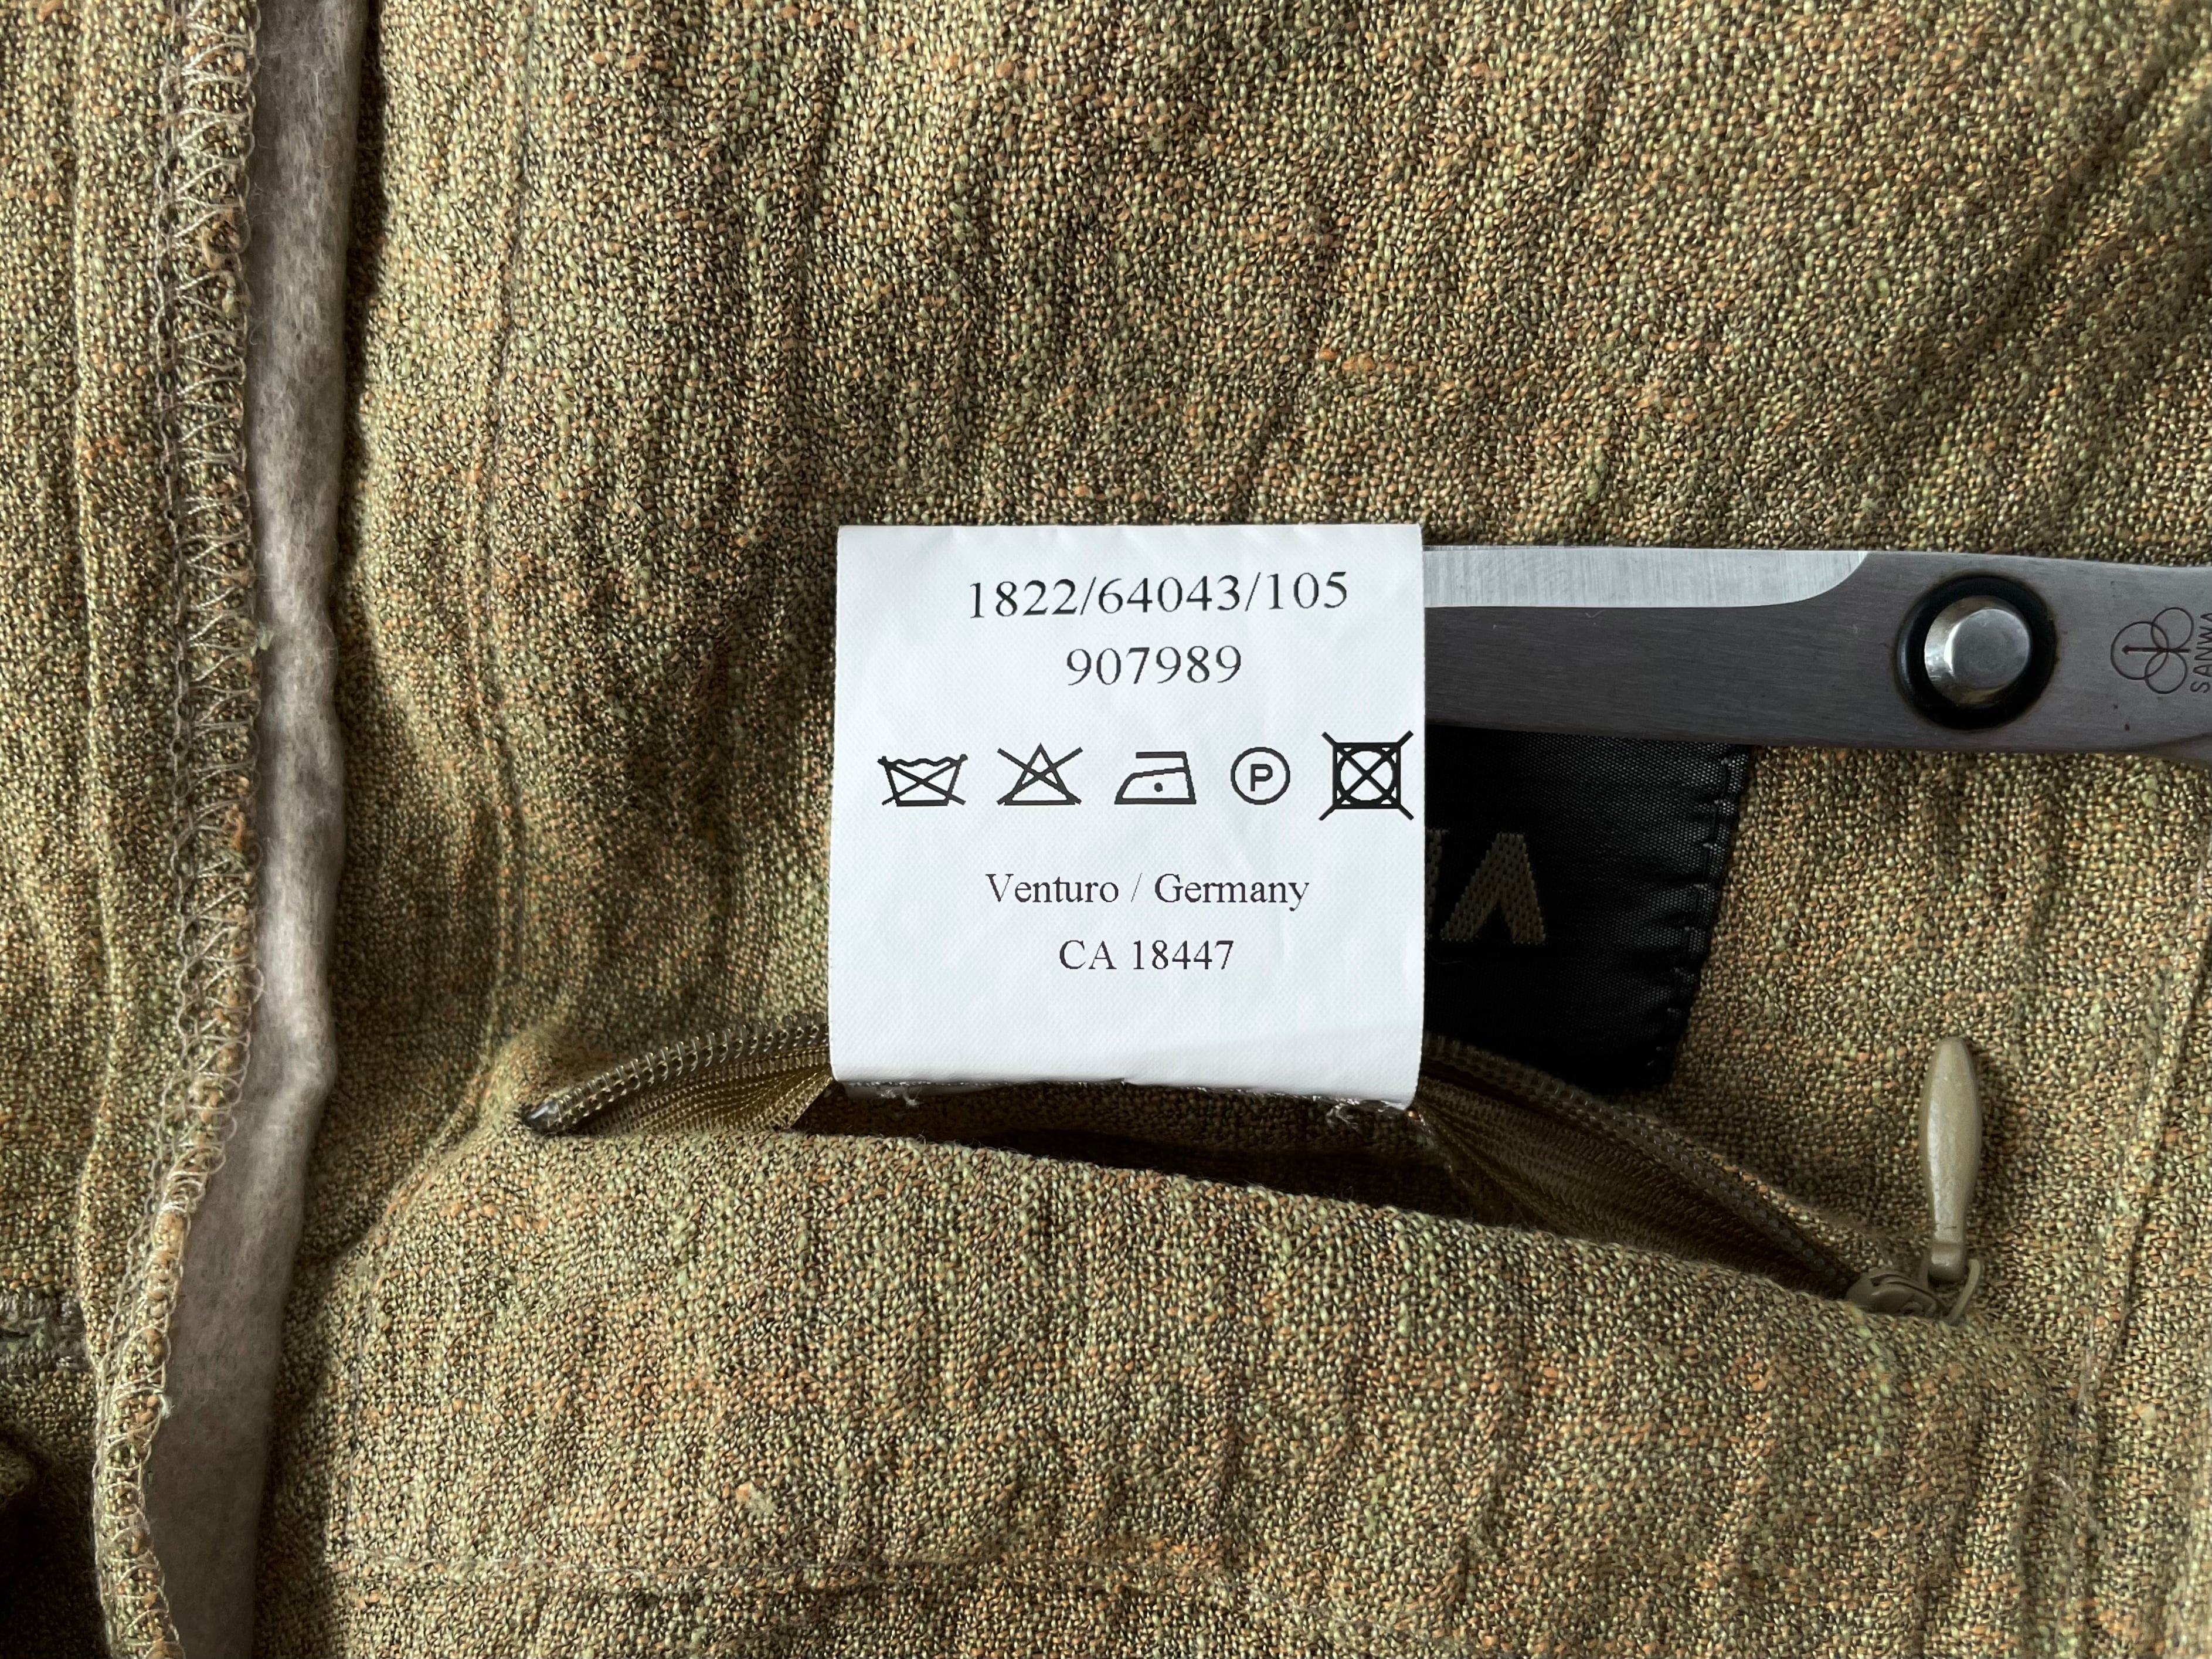 1822/64043/105
907989
P
Venturo / Germany
CA 18447
SANWA